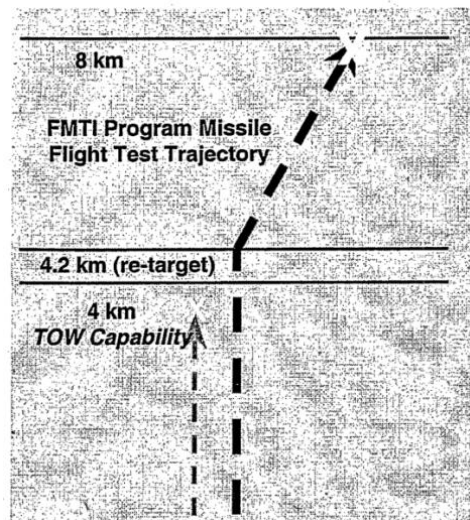 8 km
FMTI Program Missile
Flight Test Trajectory
4.2 km (re-target)
4 km
TOW Capability